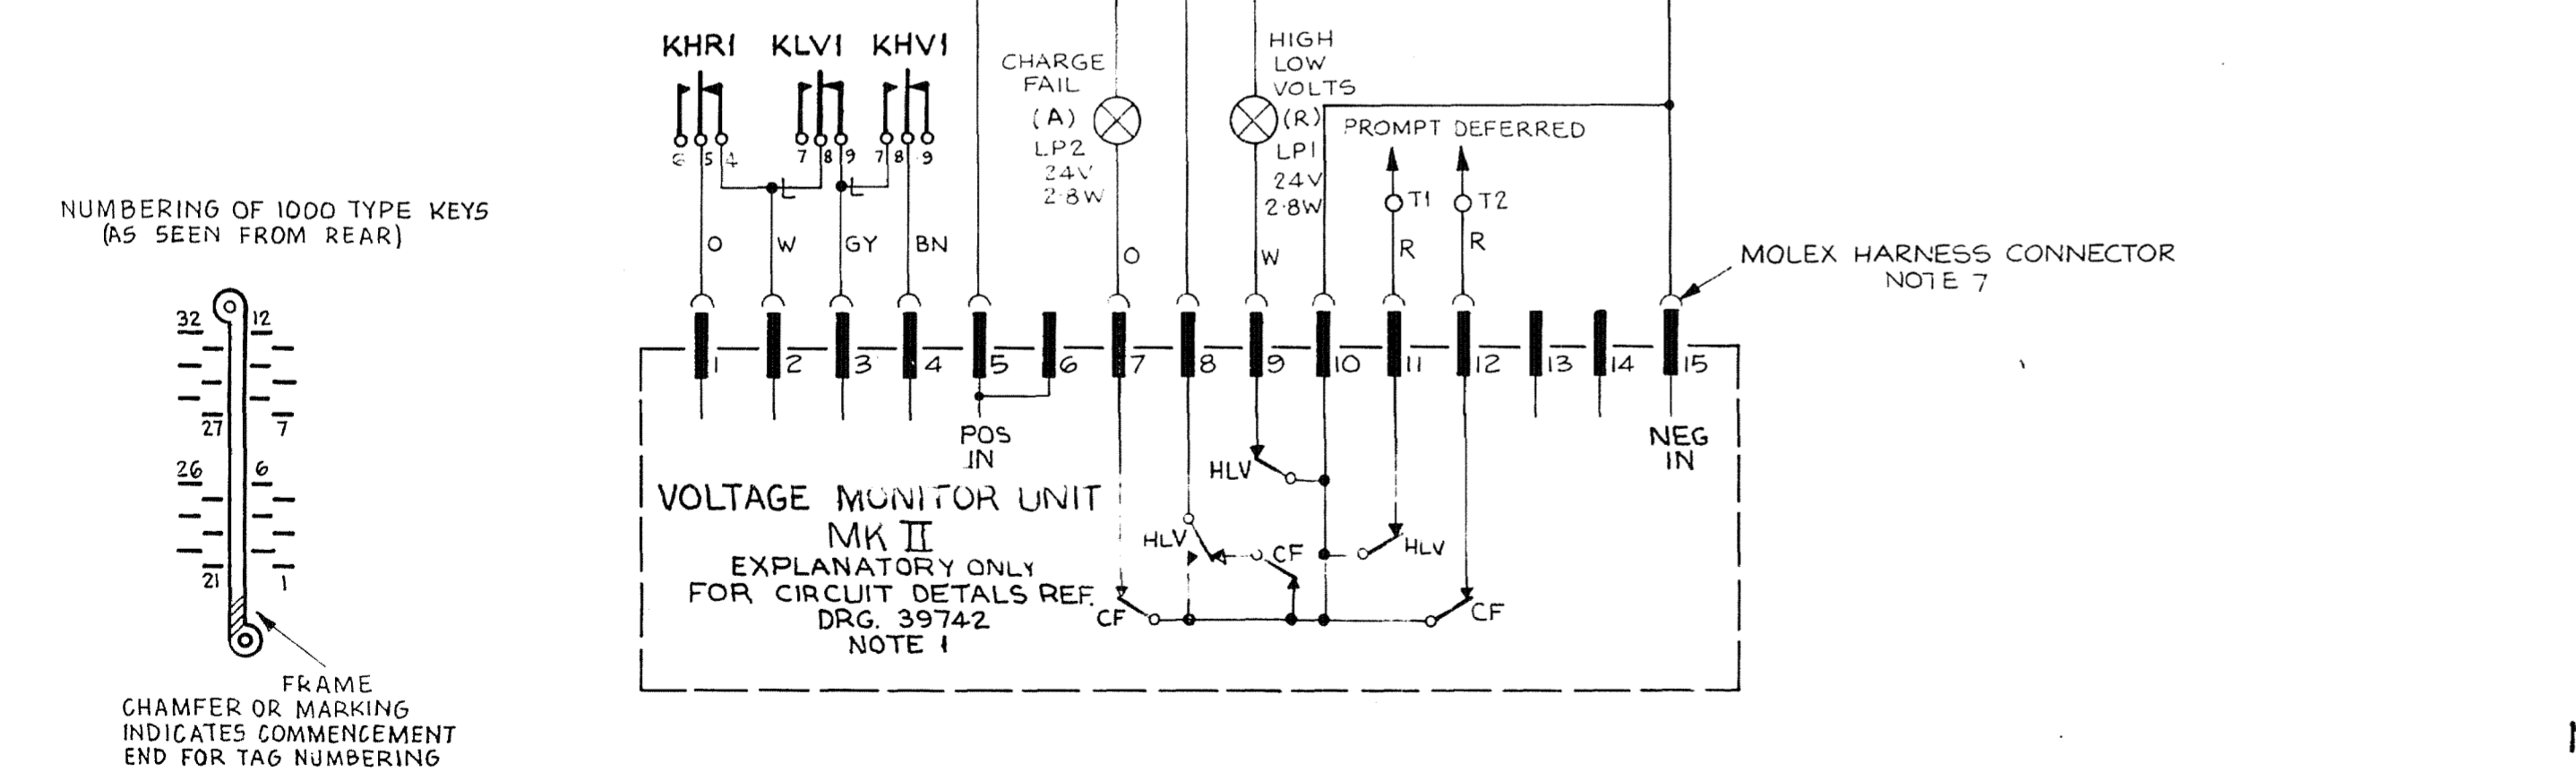 NUMBERING OF 1000 TYPE KEYS
(AS SEEN FROM REAR)
32 12
27 7
26 6
21 1
FRAME
CHAMFER OR MARKING
INDICATES COMMENCEMENT
END FOR TAG NUMBERING
KHR1 KLV1 KHV1
6 5 4 7 8 9 7 8 9
L L
O W GY BN
CHARGE
FAIL
(A)
LP2
24V
2·8W
O
HIGH
LOW
VOLTS
(R)
LP1
24V
2·8W
W
PROMPT DEFERRED
T1 T2
R R
MOLEX HARNESS CONNECTOR
NOTE 7
1 2 3 4 5 6 7 8 9 10 11 12 13 14 15
POS
IN
NEG
IN
VOLTAGE MONITOR UNIT
MK II
EXPLANATORY ONLY
FOR CIRCUIT DETALS REF.
DRG. 39742
NOTE 1
HLV
HLV CF HLV
CF CF